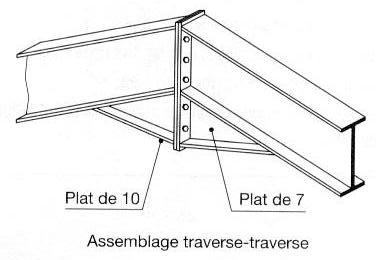 Plat de 10
Plat de 7
Assemblage traverse-traverse